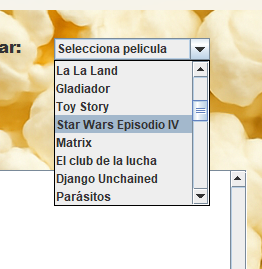 ar:
Selecciona pelicula
La La Land
Gladiador
Toy Story
Star Wars Episodio IV
Matrix
El club de la lucha
Django Unchained
Parásitos